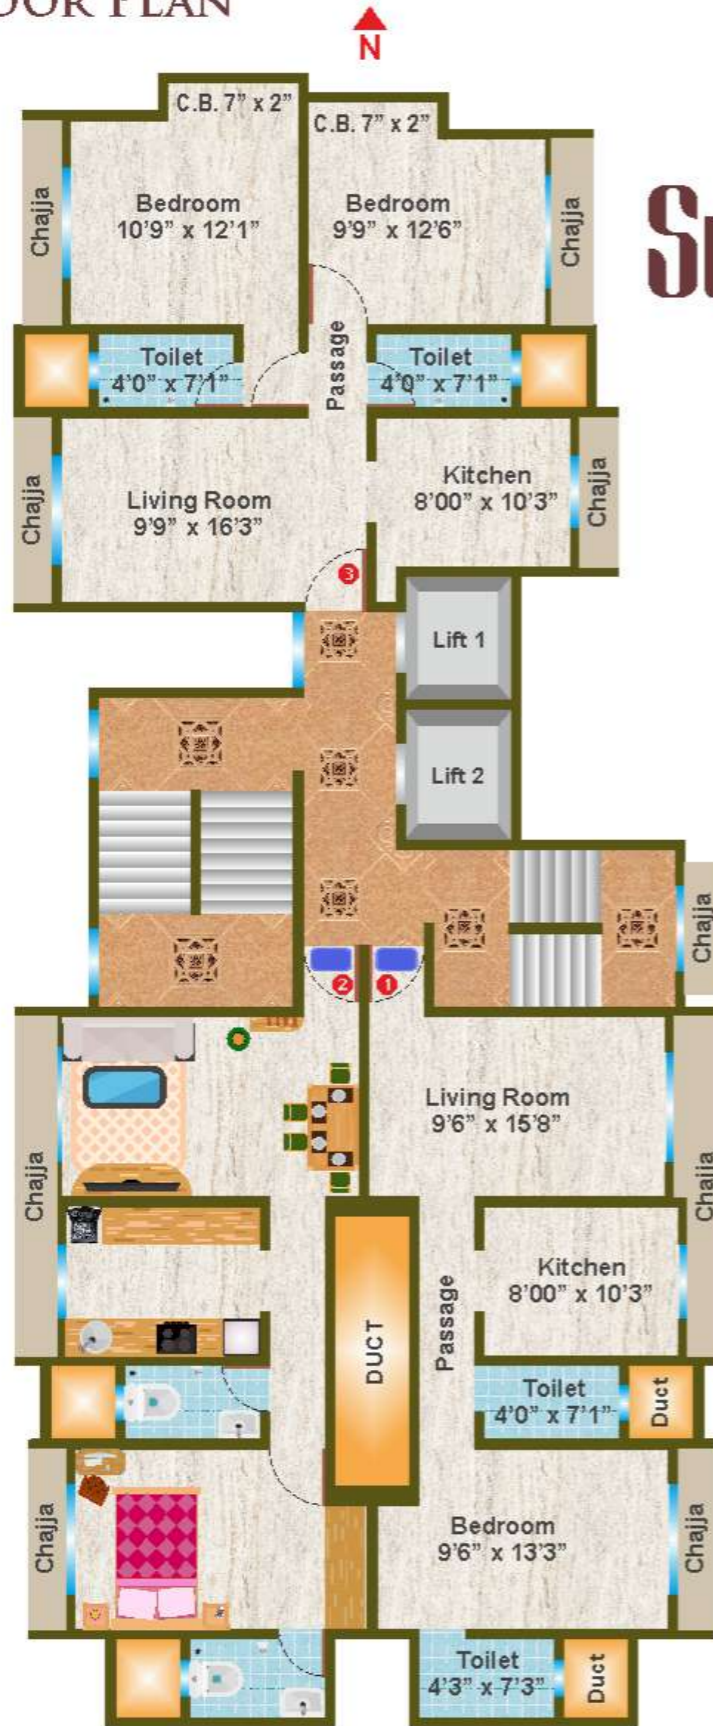 OOR PLAN
N
C.B. 7" x 2"
C.B. 7" x 2"
Chajja
Bedroom
10'9" x 12'1"
Bedroom
9'9" x 12'6"
Chajja
Su
Toilet
4'0" x 7'1"
Passage
Toilet
4'0" x 7'1"
Chajja
Living Room
9'9" x 16'3"
Kitchen
8'00" x 10'3"
Chajja
3
Lift 1
Lift 2
Chajja
2
1
Chajja
Living Room
9'6" x 15'8"
Chajja
DUCT
Passage
Kitchen
8'00" x 10'3"
Toilet
4'0" x 7'1"
Duct
Chajja
Bedroom
9'6" x 13'3"
Chajja
Toilet
4'3" x 7'3"
Duct